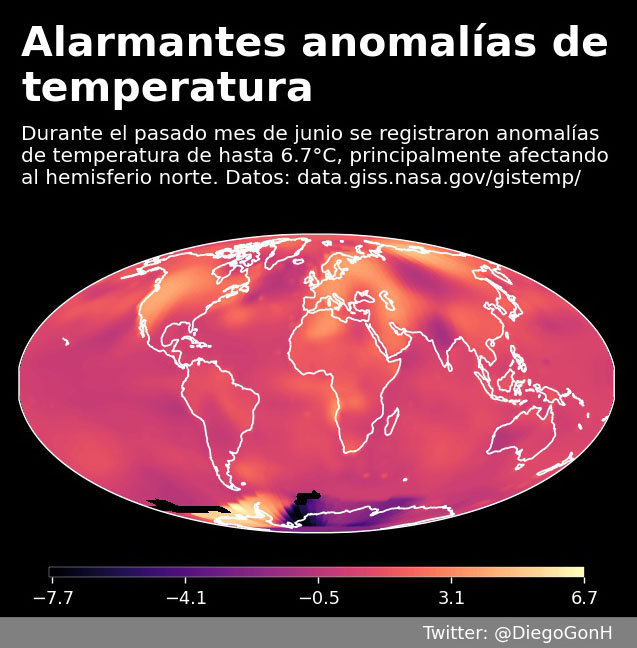 Alarmantes anomalías de
temperatura
Durante el pasado mes de junio se registraron anomalías
de temperatura de hasta 6.7°C, principalmente afectando
al hemisferio norte. Datos: data.giss.nasa.gov/gistemp/
−7.7 −4.1 −0.5 3.1 6.7
Twitter: @DiegoGonH